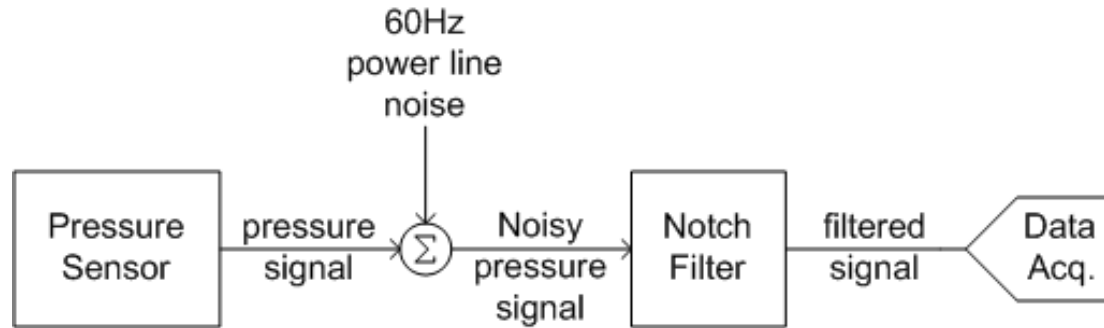 60Hz
power line
noise
Pressure
Sensor
pressure
signal
Σ
Noisy
pressure
signal
Notch
Filter
filtered
signal
Data
Acq.